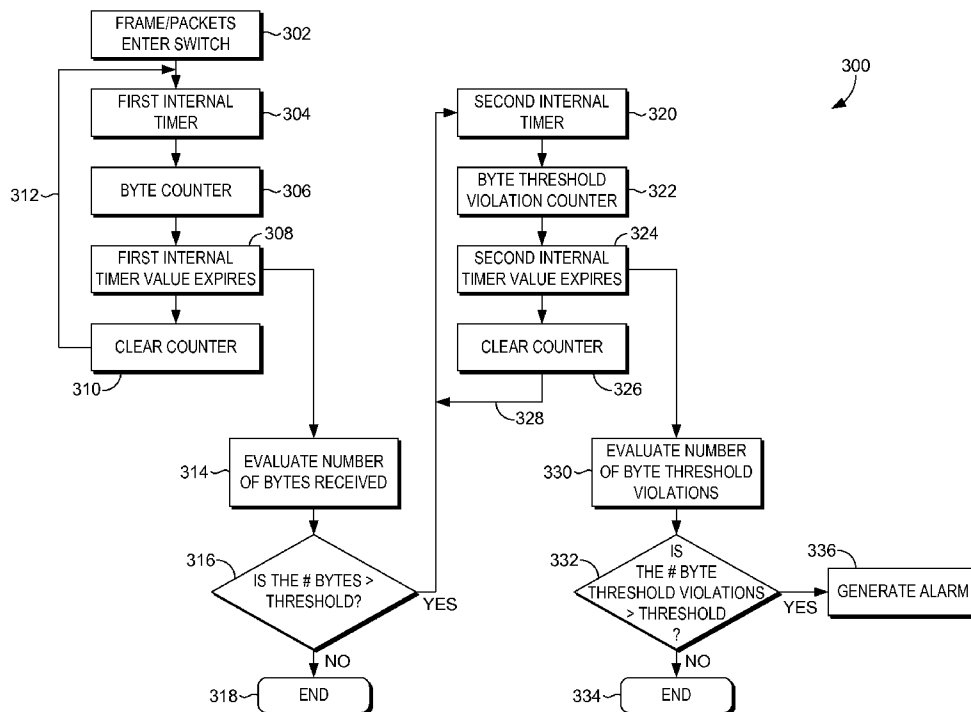 FRAME/PACKETS
ENTER SWITCH
302
300
FIRST INTERNAL
TIMER
304
SECOND INTERNAL
TIMER
320
312
BYTE COUNTER
306
BYTE THRESHOLD
VIOLATION COUNTER
322
308
FIRST INTERNAL
TIMER VALUE EXPIRES
324
SECOND INTERNAL
TIMER VALUE EXPIRES
CLEAR COUNTER
310
CLEAR COUNTER
326
328
314
EVALUATE NUMBER
OF BYTES RECEIVED
330
EVALUATE NUMBER
OF BYTE THRESHOLD
VIOLATIONS
316
IS THE # BYTES >
THRESHOLD?
YES
NO
332
IS
THE # BYTE
THRESHOLD VIOLATIONS
> THRESHOLD
?
YES
NO
336
GENERATE ALARM
318
END
334
END